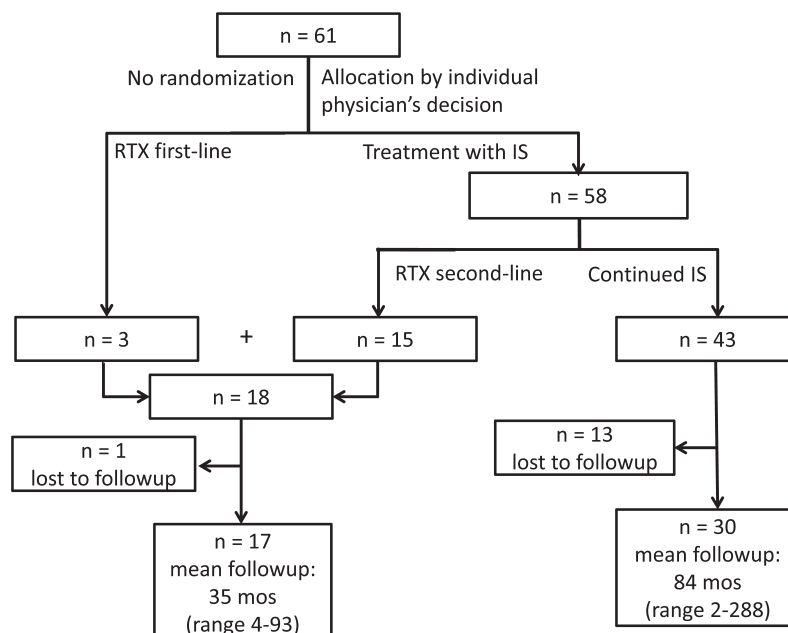 n = 61
No randomization
Allocation by individual
physician's decision
RTX first-line
Treatment with IS
n = 58
RTX second-line
Continued IS
n = 3
+
n = 15
n = 43
n = 18
n = 1
lost to followup
n = 13
lost to followup
n = 17
mean followup:
35 mos
(range 4-93)
n = 30
mean followup:
84 mos
(range 2-288)